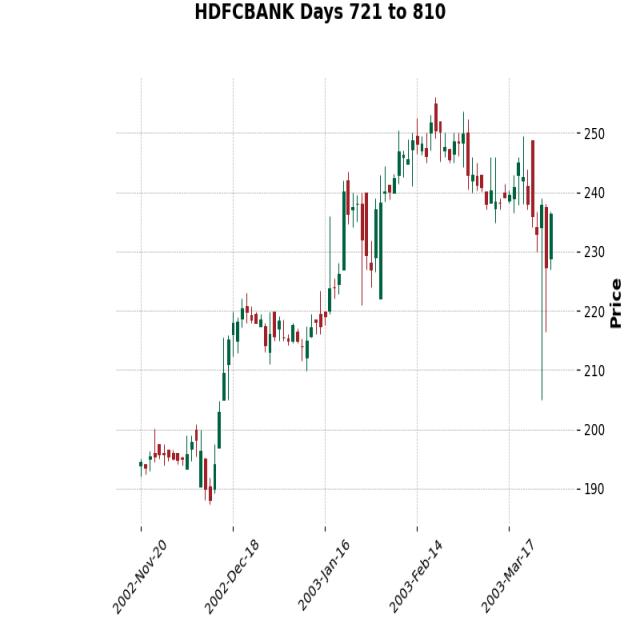 HDFCBANK Days 721 to 810
250
240
230
220
210
200
190
Price
2002-Nov-20
2002-Dec-18
2003-Jan-16
2003-Feb-14
2003-Mar-17